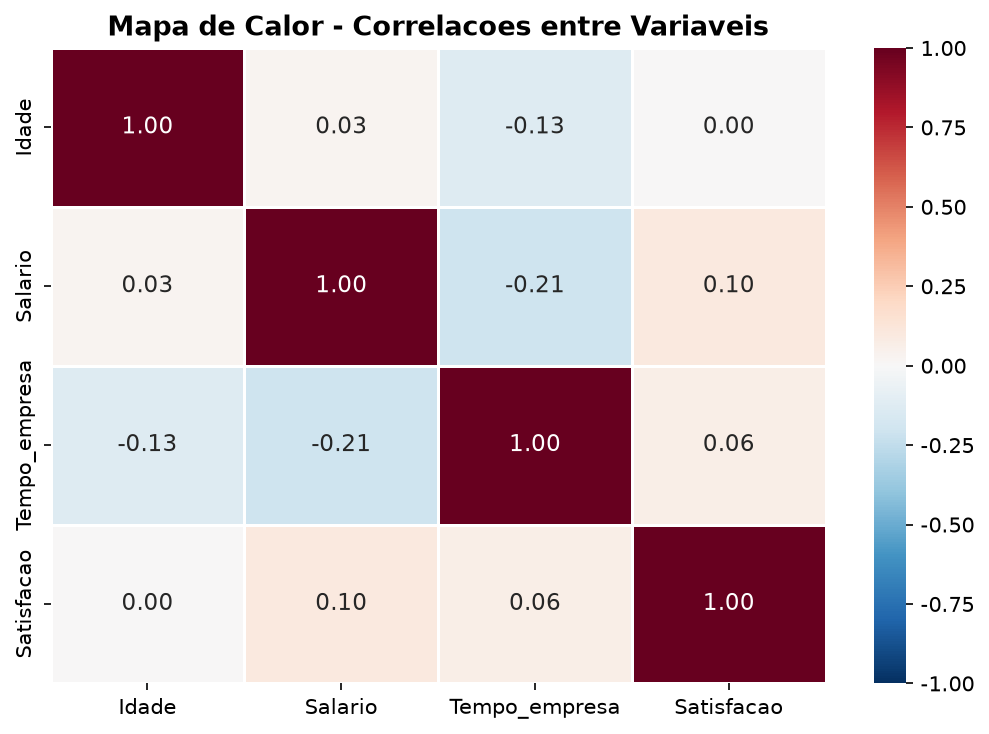 Mapa de Calor - Correlacoes entre Variaveis
Idade
1.00 0.03 -0.13 0.00
Salario
0.03 1.00 -0.21 0.10
Tempo_empresa
-0.13 -0.21 1.00 0.06
Satisfacao
0.00 0.10 0.06 1.00
Idade Salario Tempo_empresa Satisfacao
1.00
0.75
0.50
0.25
0.00
-0.25
-0.50
-0.75
-1.00